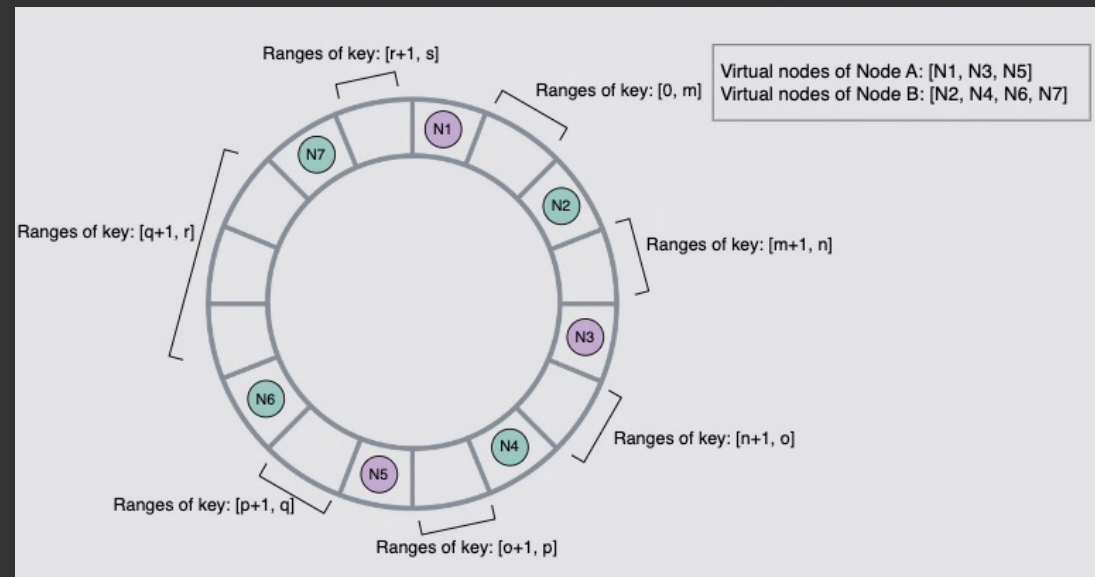 Ranges of key: [r+1, s]
Ranges of key: [0, m]
Virtual nodes of Node A: [N1, N3, N5]
Virtual nodes of Node B: [N2, N4, N6, N7]
N1
N7
N2
Ranges of key: [q+1, r]
Ranges of key: [m+1, n]
N3
N6
Ranges of key: [n+1, o]
N4
N5
Ranges of key: [p+1, q]
Ranges of key: [o+1, p]